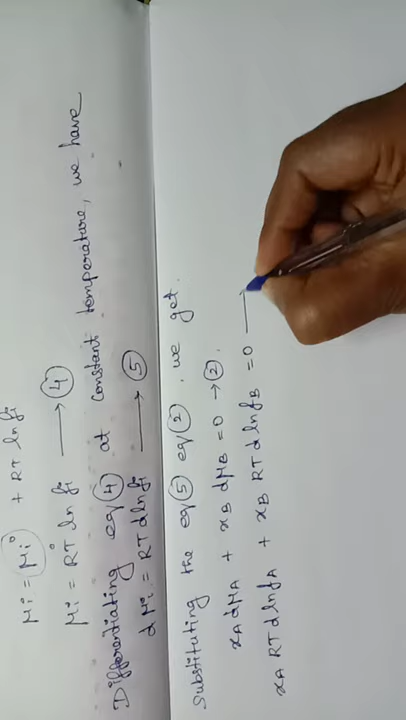 μi = μi° + RT ln fi
μi = RT ln fi → ④
Differentiating eq ④ at constant temperature, we have
dμi = RT d ln fi → ⑤
Substituting the eq ⑤ eq ②, we get.
xA dμA + xB dμB = 0 → ②.
xA RT d ln fA + xB RT d ln fB = 0